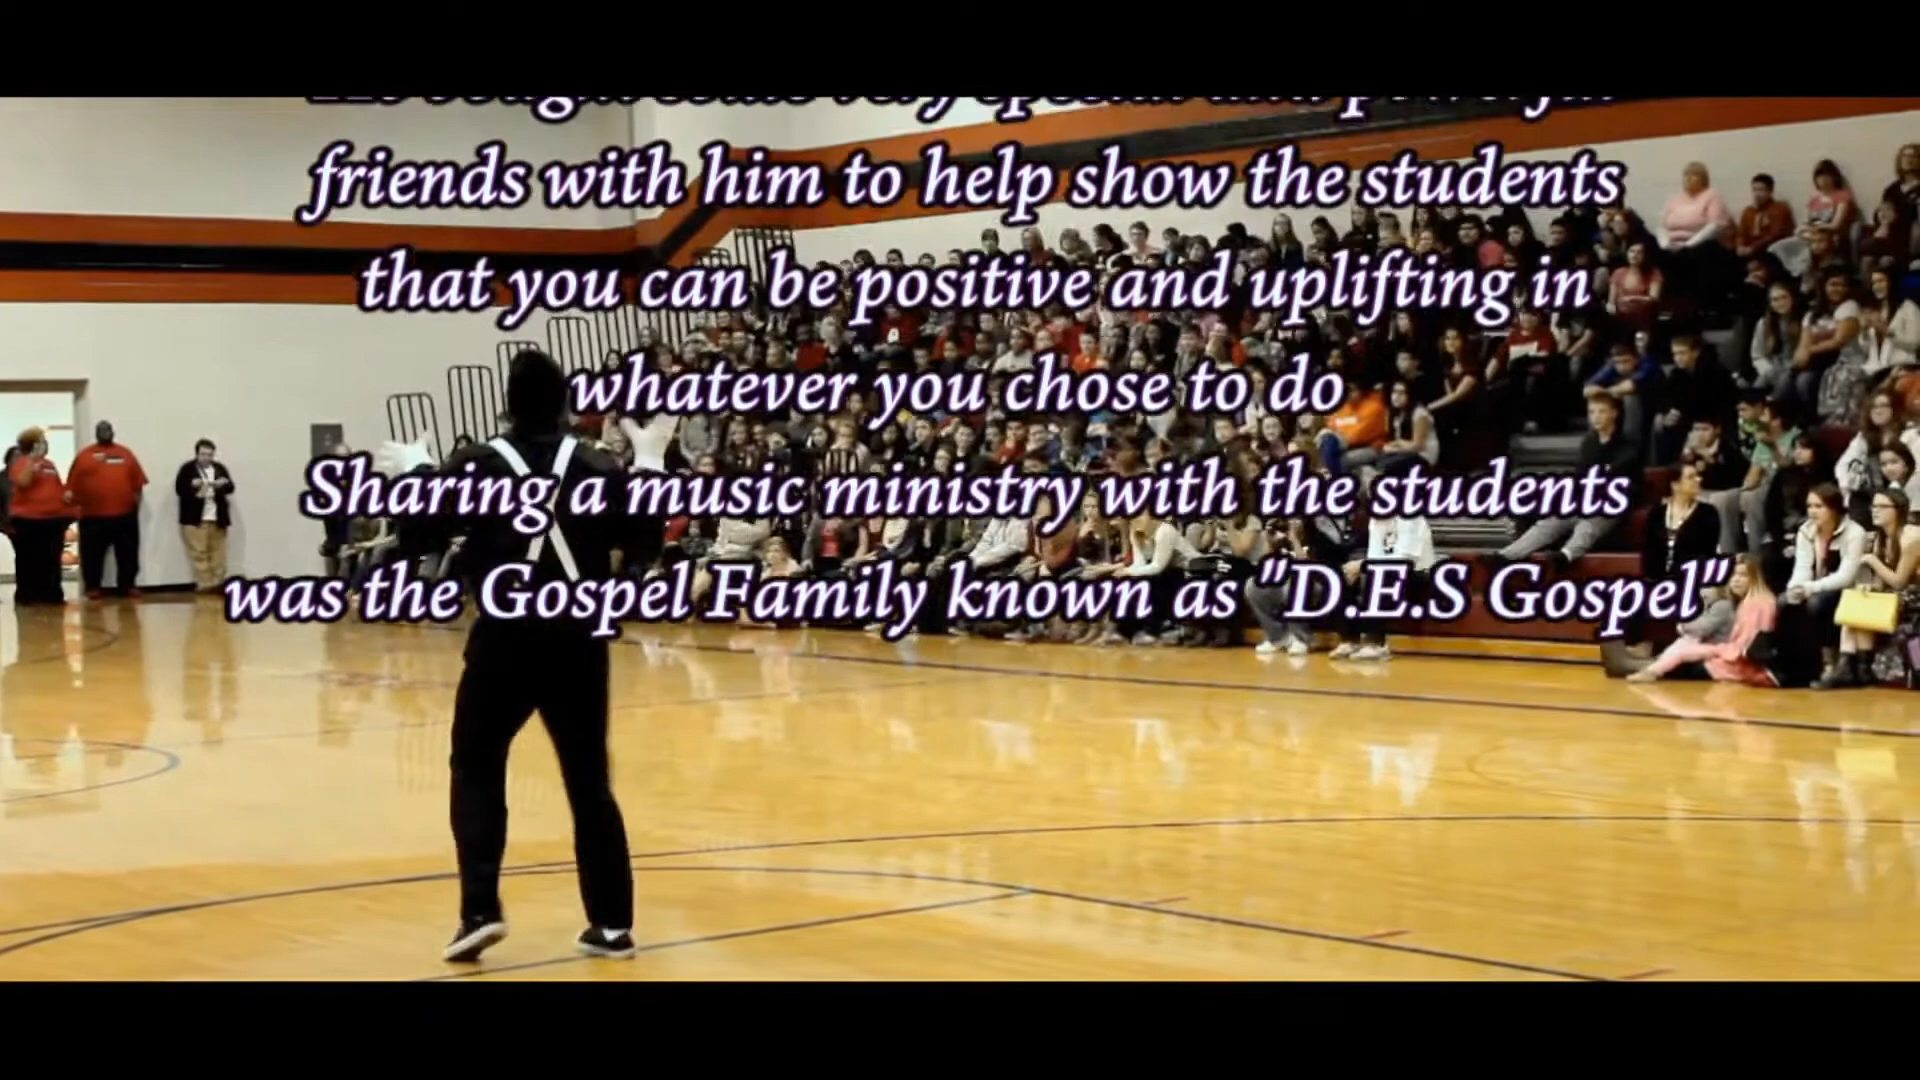 friends with him to help show the students
that you can be positive and uplifting in
whatever you chose to do
Sharing a music ministry with the students
was the Gospel Family known as "D.E.S Gospel"